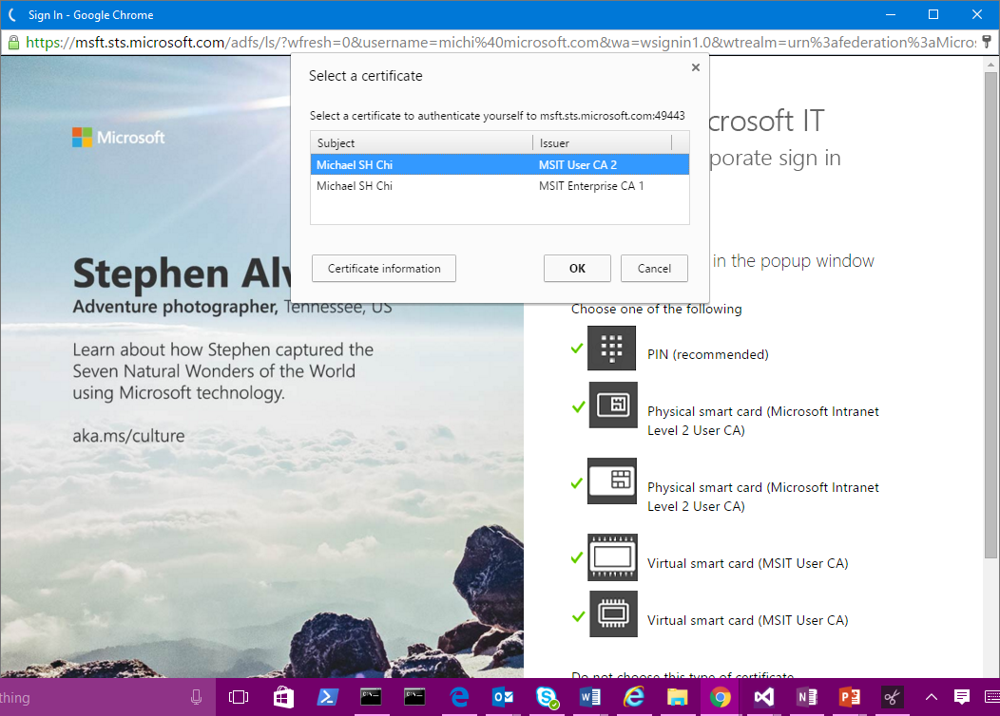 Sign In - Google Chrome
https://msft.sts.microsoft.com/adfs/ls/?wfresh=0&username=michi%40microsoft.com&wa=wsignin1.0&wtrealm=urn%3afederation%3aMicro
Select a certificate
Select a certificate to authenticate yourself to msft.sts.microsoft.com:49443
Subject Issuer
Michael SH Chi MSIT User CA 2
Michael SH Chi MSIT Enterprise CA 1
Certificate information OK Cancel
Microsoft
crosoft IT
porate sign in
in the popup window
Stephen Alv
Adventure photographer, Tennessee, US
Learn about how Stephen captured the
Seven Natural Wonders of the World
using Microsoft technology.
aka.ms/culture
Choose one of the following
PIN (recommended)
Physical smart card (Microsoft Intranet
Level 2 User CA)
Physical smart card (Microsoft Intranet
Level 2 User CA)
Virtual smart card (MSIT User CA)
Virtual smart card (MSIT User CA)
Do not choose this type of certificate
thing